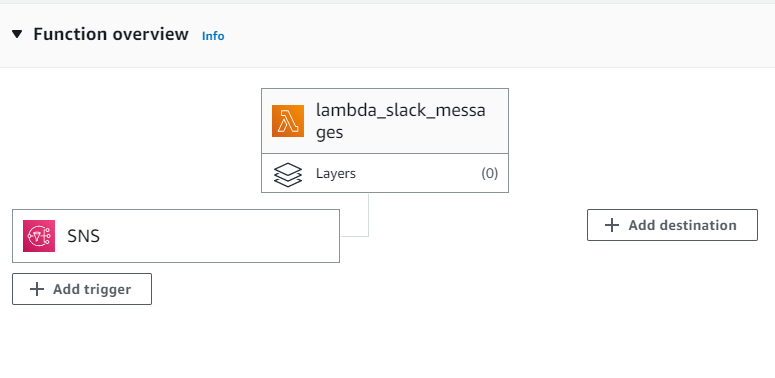 Function overview Info
lambda_slack_messa
ges
Layers (0)
SNS
Add destination
Add trigger